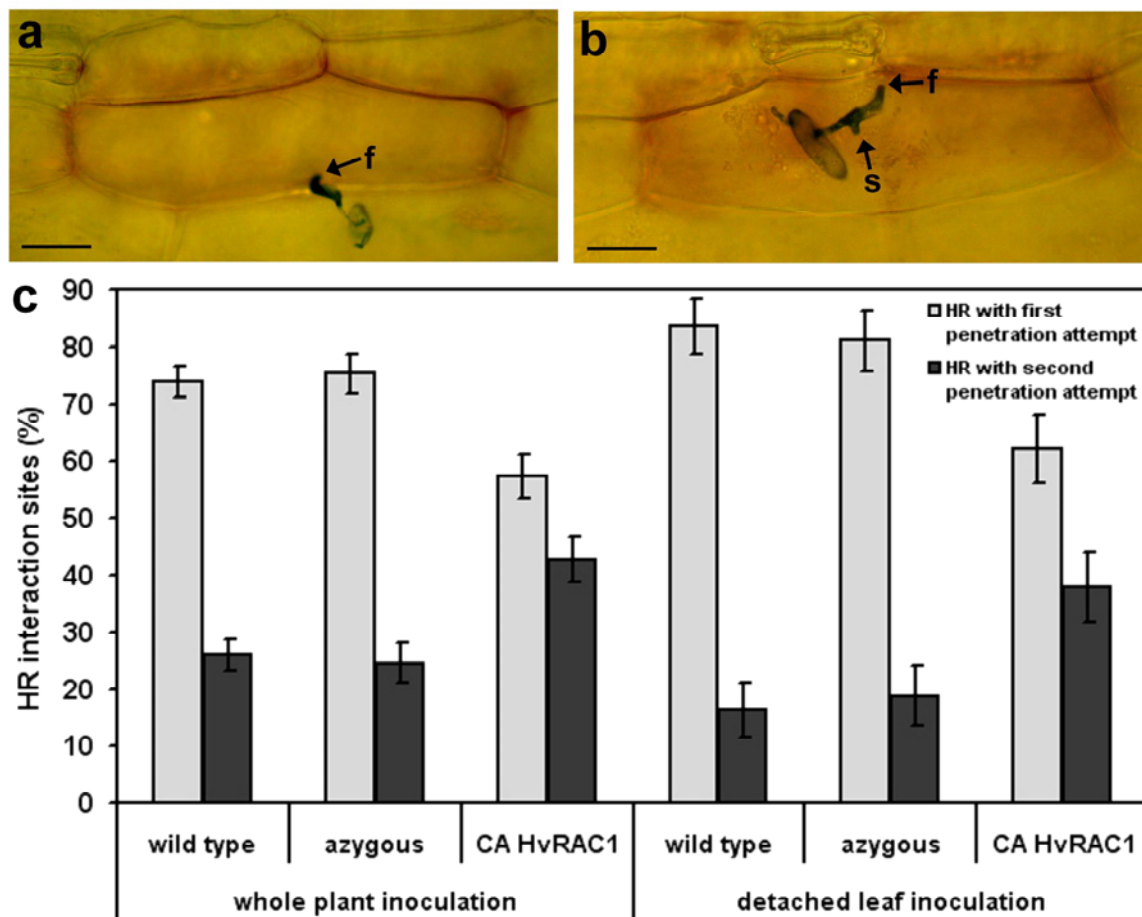 a
f
b
f
s
c
HR interaction sites (%)
90
80
70
60
50
40
30
20
10
0
HR with first
penetration attempt
HR with second
penetration attempt
wild type azygous CA HvRAC1 wild type azygous CA HvRAC1
whole plant inoculation detached leaf inoculation